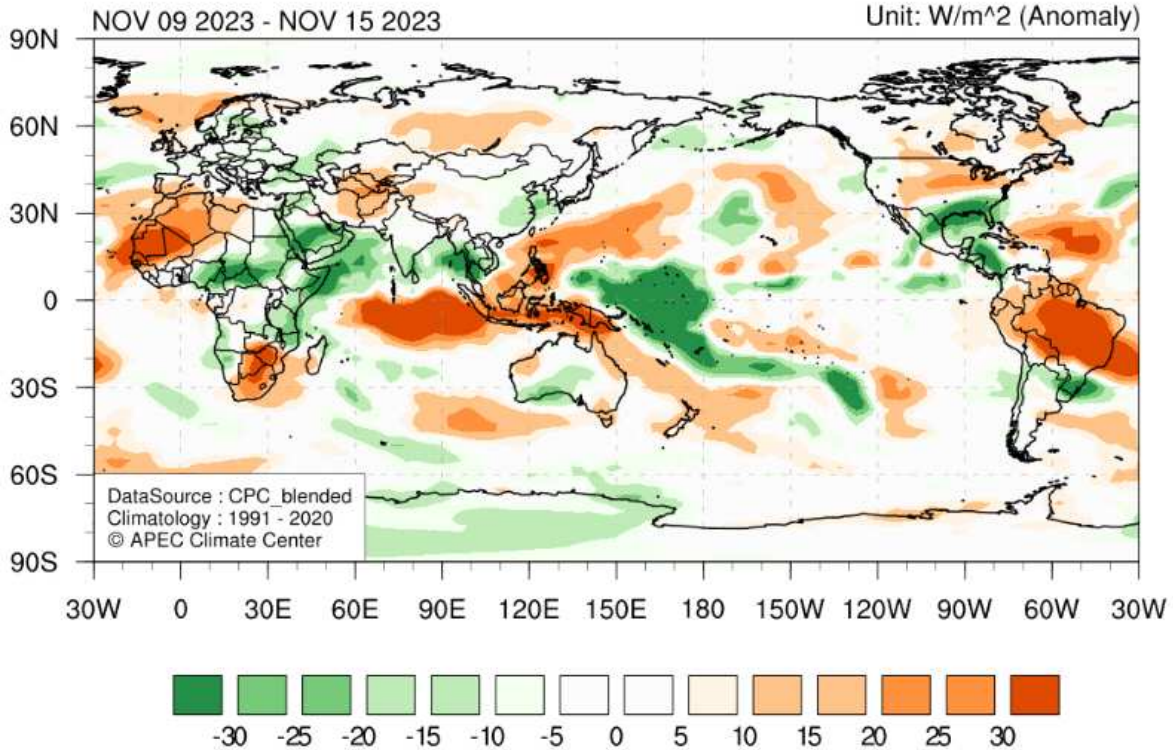 NOV 09 2023 - NOV 15 2023
Unit: W/m^2 (Anomaly)
90N
60N
30N
0
30S
60S
90S
DataSource : CPC_blended
Climatology : 1991 - 2020
© APEC Climate Center
30W 0 30E 60E 90E 120E 150E 180 150W 120W 90W 60W 30W
-30 -25 -20 -15 -10 -5 0 5 10 15 20 25 30